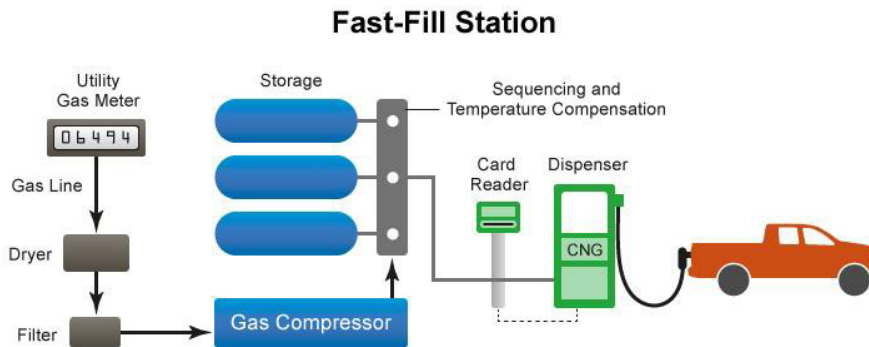 Fast-Fill Station
Utility
Gas Meter
06494
Gas Line
Dryer
Filter
Storage
Gas Compressor
Sequencing and
Temperature Compensation
Card
Reader
Dispenser
CNG